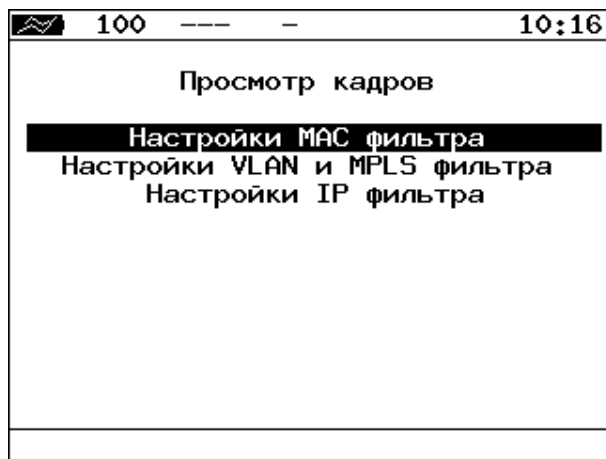 100 --- - 10:16
Просмотр кадров
Настройки MAC фильтра
Настройки VLAN и MPLS фильтра
Настройки IP фильтра